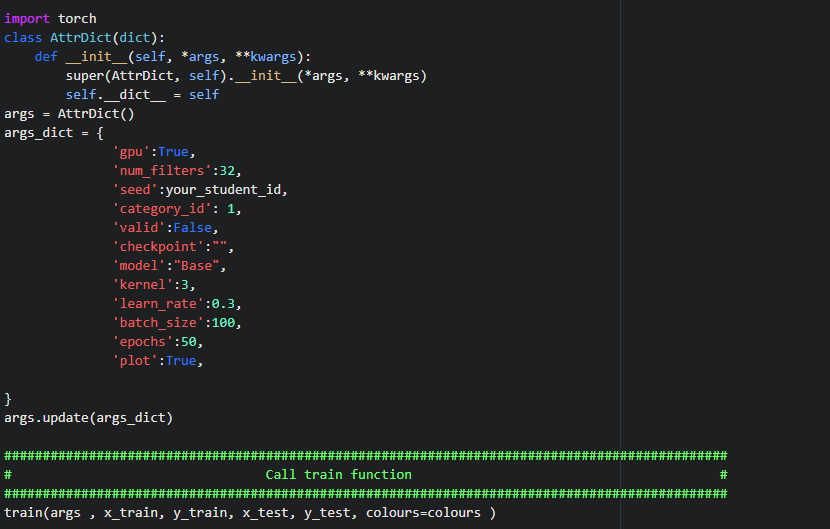 import torch
class AttrDict(dict):
    def __init__(self, *args, **kwargs):
        super(AttrDict, self).__init__(*args, **kwargs)
        self.__dict__ = self
args = AttrDict()
args_dict = {
              'gpu':True,
              'num_filters':32,
              'seed':your_student_id,
              'category_id': 1,
              'valid':False,
              'checkpoint':"",
              'model':"Base",
              'kernel':3,
              'learn_rate':0.3,
              'batch_size':100,
              'epochs':50,
              'plot':True,

}
args.update(args_dict)

##############################################################################################
#                                 Call train function                                        #
##############################################################################################
train(args , x_train, y_train, x_test, y_test, colours=colours )